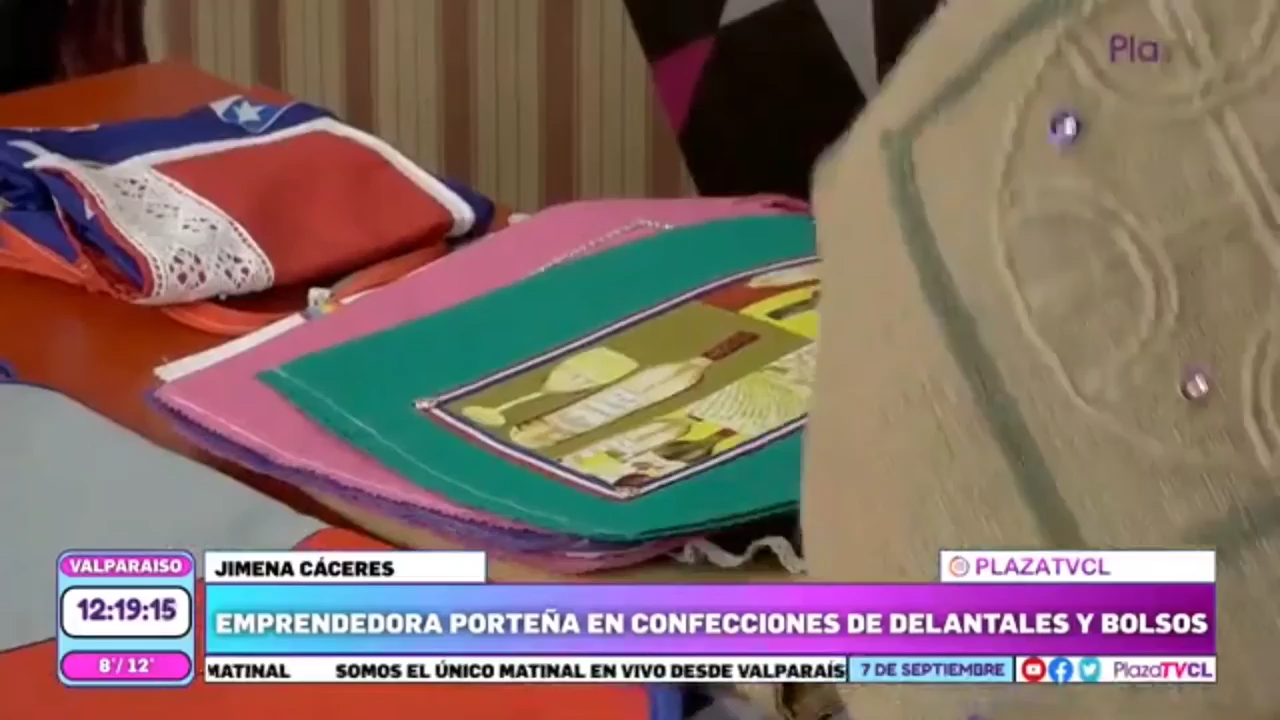 Pla
JIMENA CÁCERES
PLAZATVCL
VALPARAISO
12:19:15
8°/12°
EMPRENDEDORA PORTEÑA EN CONFECCIONES DE DELANTALES Y BOLSOS
MATINAL SOMOS EL ÚNICO MATINAL EN VIVO DESDE VALPARAÍS
7 DE SEPTIEMBRE
PlazaTVCL